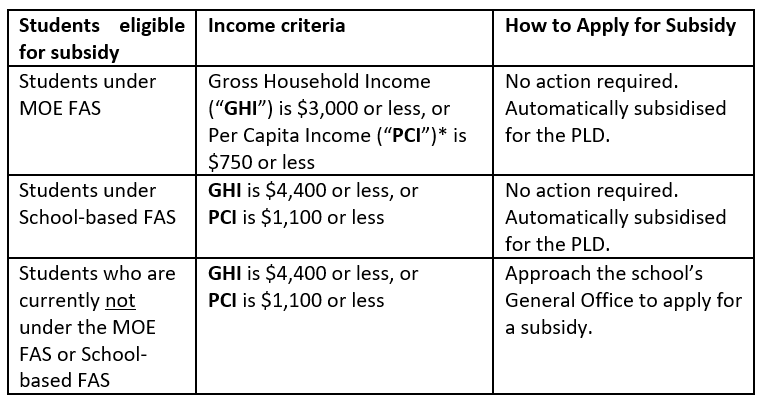 Students eligible
for subsidy
Income criteria
How to Apply for Subsidy
Students under
MOE FAS
Gross Household Income
(“GHI”) is $3,000 or less, or
Per Capita Income (“PCI”)* is
$750 or less
No action required.
Automatically subsidised
for the PLD.
Students under
School-based FAS
GHI is $4,400 or less, or
PCI is $1,100 or less
No action required.
Automatically subsidised
for the PLD.
Students who are
currently not
under the MOE
FAS or School-
based FAS
GHI is $4,400 or less, or
PCI is $1,100 or less
Approach the school’s
General Office to apply for
a subsidy.